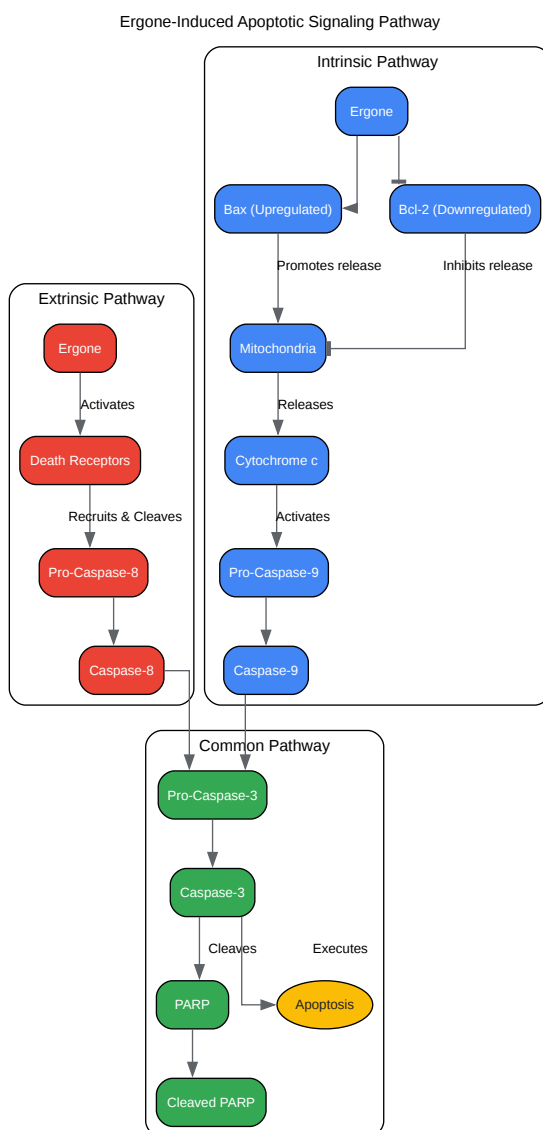 Ergone-Induced Apoptotic Signaling Pathway
Intrinsic Pathway
Ergone
Bax (Upregulated)
Bcl-2 (Downregulated)
Promotes release
Inhibits release
Mitochondria
Releases
Cytochrome c
Activates
Pro-Caspase-9
Caspase-9
Extrinsic Pathway
Ergone
Activates
Death Receptors
Recruits & Cleaves
Pro-Caspase-8
Caspase-8
Common Pathway
Pro-Caspase-3
Caspase-3
Cleaves
Executes
PARP
Apoptosis
Cleaved PARP